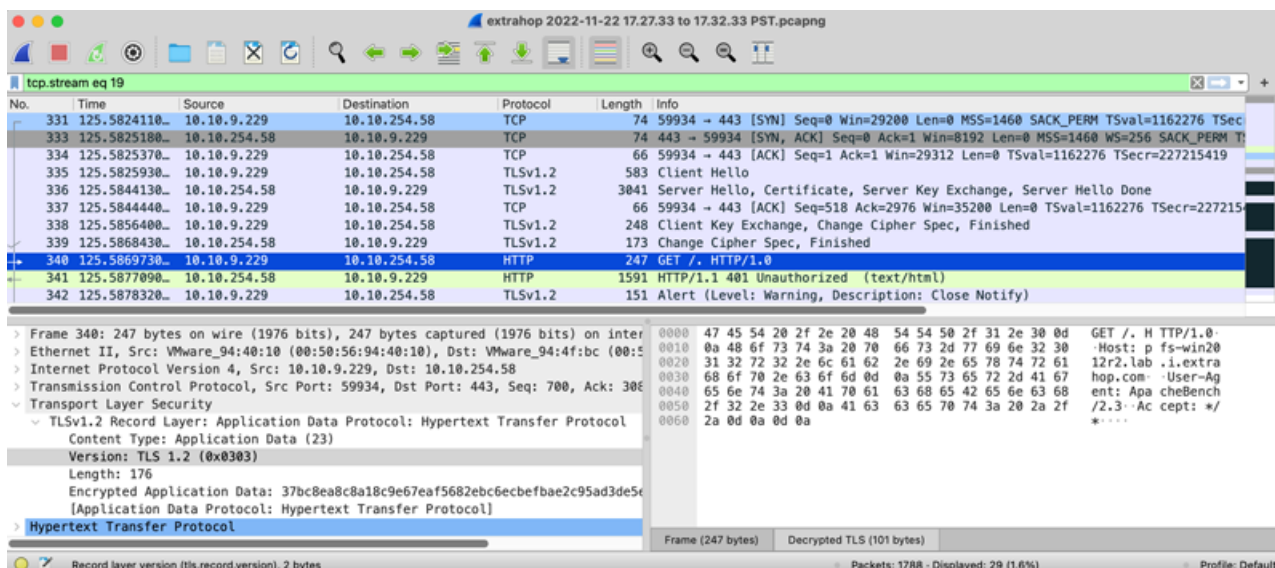 extrahop 2022-11-22 17.27.33 to 17.32.33 PST.pcapng
tcp.stream eq 19
No. Time Source Destination Protocol Length Info
331 125.5824110… 10.10.9.229 10.10.254.58 TCP 74 59934 → 443 [SYN] Seq=0 Win=29200 Len=0 MSS=1460 SACK_PERM TSval=1162276 TSec
333 125.5825180… 10.10.254.58 10.10.9.229 TCP 74 443 → 59934 [SYN, ACK] Seq=0 Ack=1 Win=8192 Len=0 MSS=1460 WS=256 SACK_PERM T
334 125.5825370… 10.10.9.229 10.10.254.58 TCP 66 59934 → 443 [ACK] Seq=1 Ack=1 Win=29312 Len=0 TSval=1162276 TSecr=227215419
335 125.5825930… 10.10.9.229 10.10.254.58 TLSv1.2 583 Client Hello
336 125.5844130… 10.10.254.58 10.10.9.229 TLSv1.2 3041 Server Hello, Certificate, Server Key Exchange, Server Hello Done
337 125.5844440… 10.10.9.229 10.10.254.58 TCP 66 59934 → 443 [ACK] Seq=518 Ack=2976 Win=35200 Len=0 TSval=1162276 TSecr=2272154
338 125.5856400… 10.10.9.229 10.10.254.58 TLSv1.2 248 Client Key Exchange, Change Cipher Spec, Finished
339 125.5868430… 10.10.254.58 10.10.9.229 TLSv1.2 173 Change Cipher Spec, Finished
340 125.5869730… 10.10.9.229 10.10.254.58 HTTP 247 GET /. HTTP/1.0
341 125.5877090… 10.10.254.58 10.10.9.229 HTTP 1591 HTTP/1.1 401 Unauthorized (text/html)
342 125.5878320… 10.10.9.229 10.10.254.58 TLSv1.2 151 Alert (Level: Warning, Description: Close Notify)
Frame 340: 247 bytes on wire (1976 bits), 247 bytes captured (1976 bits) on inter
Ethernet II, Src: VMware_94:40:10 (00:50:56:94:40:10), Dst: VMware_94:4f:bc (00:5
Internet Protocol Version 4, Src: 10.10.9.229, Dst: 10.10.254.58
Transmission Control Protocol, Src Port: 59934, Dst Port: 443, Seq: 700, Ack: 308
Transport Layer Security
TLSv1.2 Record Layer: Application Data Protocol: Hypertext Transfer Protocol
Content Type: Application Data (23)
Version: TLS 1.2 (0x0303)
Length: 176
Encrypted Application Data: 37bc8ea8c8a18c9e67eaf5682ebc6ecbefbae2c95ad3de5e
[Application Data Protocol: Hypertext Transfer Protocol]
Hypertext Transfer Protocol
0000 47 45 54 20 2f 2e 20 48 54 54 50 2f 31 2e 30 0d GET /. H TTP/1.0·
0010 0a 48 6f 73 74 3a 20 70 66 73 2d 77 69 6e 32 30 ·Host: p fs-win20
0020 31 32 72 32 2e 6c 61 62 2e 69 2e 65 78 74 72 61 12r2.lab .i.extra
0030 68 6f 70 2e 63 6f 6d 0d 0a 55 73 65 72 2d 41 67 hop.com· ·User-Ag
0040 65 6e 74 3a 20 41 70 61 63 68 65 42 65 6e 63 68 ent: Apa cheBench
0050 2f 32 2e 33 0d 0a 41 63 63 65 70 74 3a 20 2a 2f /2.3··Ac cept: */
0060 2a 0d 0a 0d 0a *····
Frame (247 bytes) Decrypted TLS (101 bytes)
Record layer version (tls.record.version), 2 bytes Packets: 1788 · Displayed: 29 (1.6%) Profile: Default